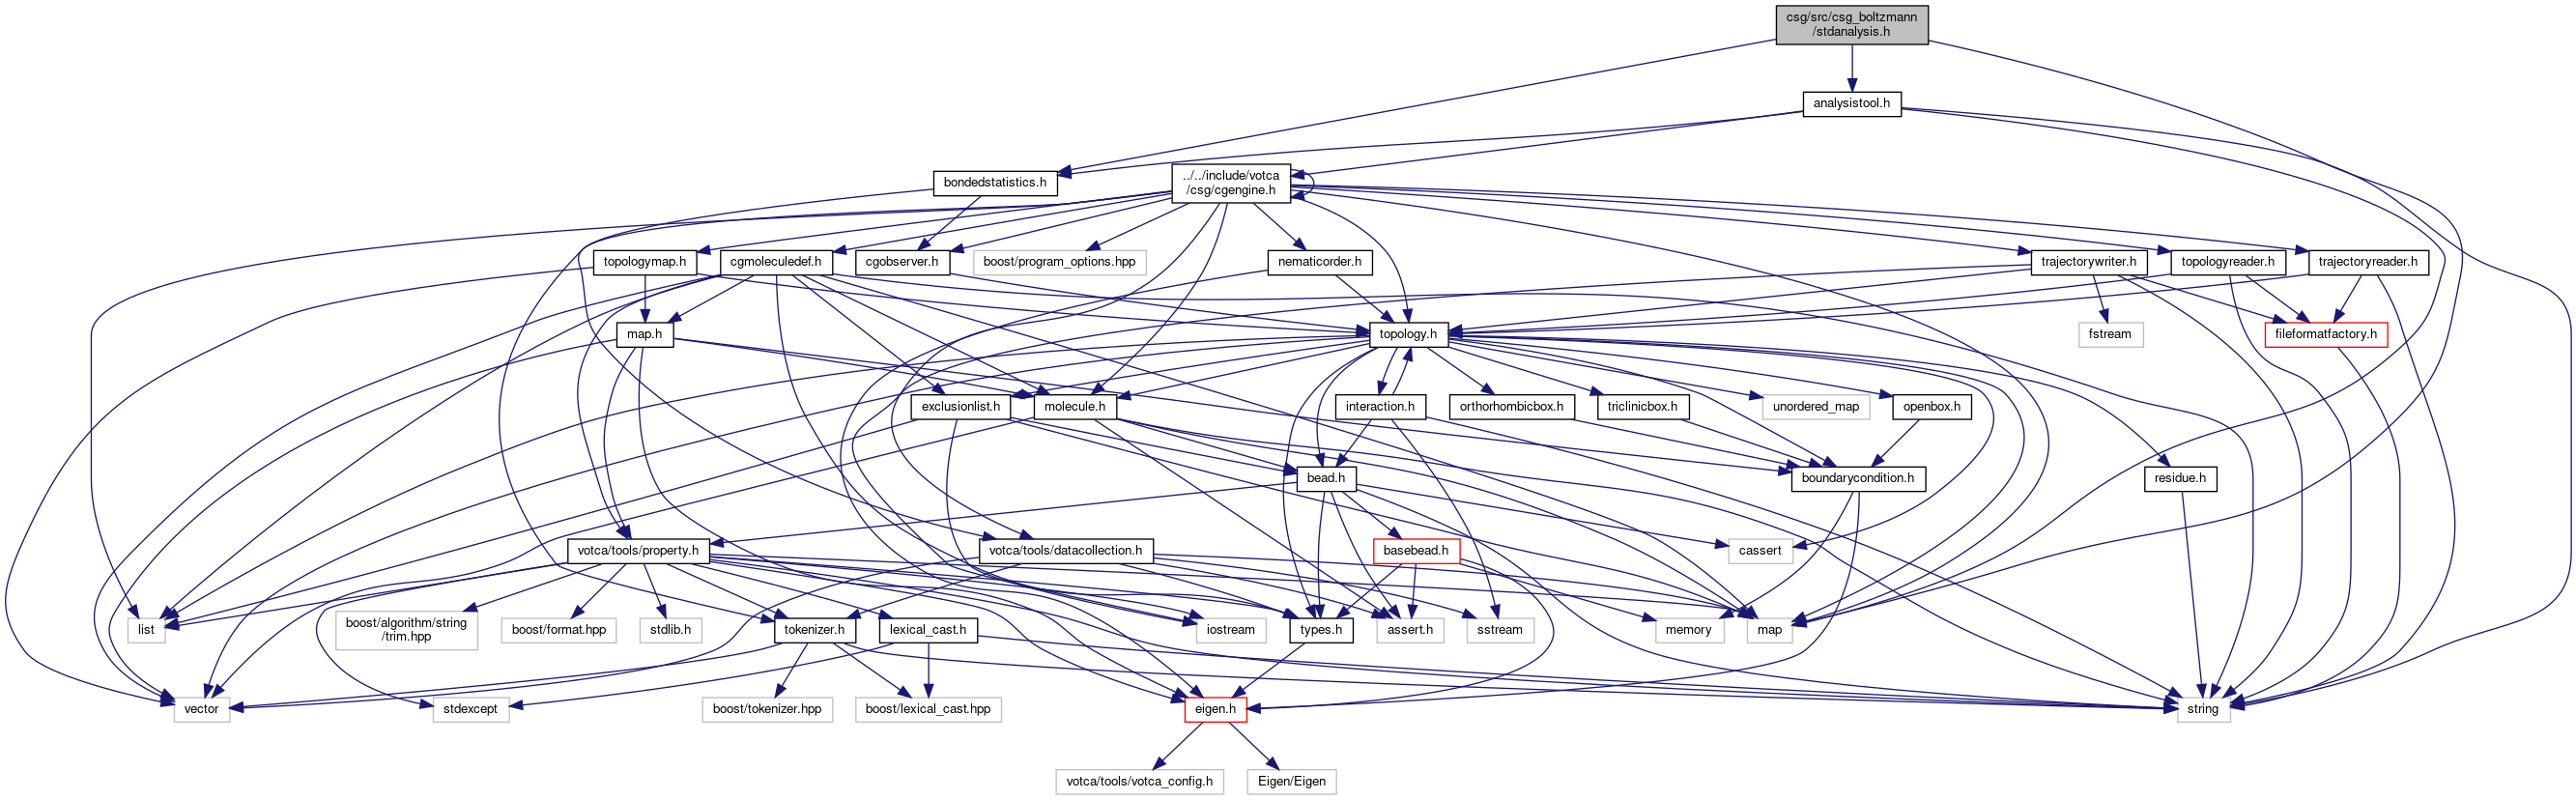 csg/src/csg_boltzmann
/stdanalysis.h
analysistool.h
bondedstatistics.h
../../include/votca
/csg/cgengine.h
topologymap.h
cgmoleculedef.h
cgobserver.h
boost/program_options.hpp
nematicorder.h
trajectorywriter.h
topologyreader.h
trajectoryreader.h
map.h
topology.h
fstream
fileformatfactory.h
exclusionlist.h
molecule.h
interaction.h
orthorhombicbox.h
triclinicbox.h
unordered_map
openbox.h
bead.h
boundarycondition.h
residue.h
votca/tools/property.h
votca/tools/datacollection.h
basebead.h
cassert
list
boost/algorithm/string
/trim.hpp
boost/format.hpp
stdlib.h
tokenizer.h
lexical_cast.h
iostream
types.h
assert.h
sstream
memory
map
vector
stdexcept
boost/tokenizer.hpp
boost/lexical_cast.hpp
eigen.h
string
votca/tools/votca_config.h
Eigen/Eigen